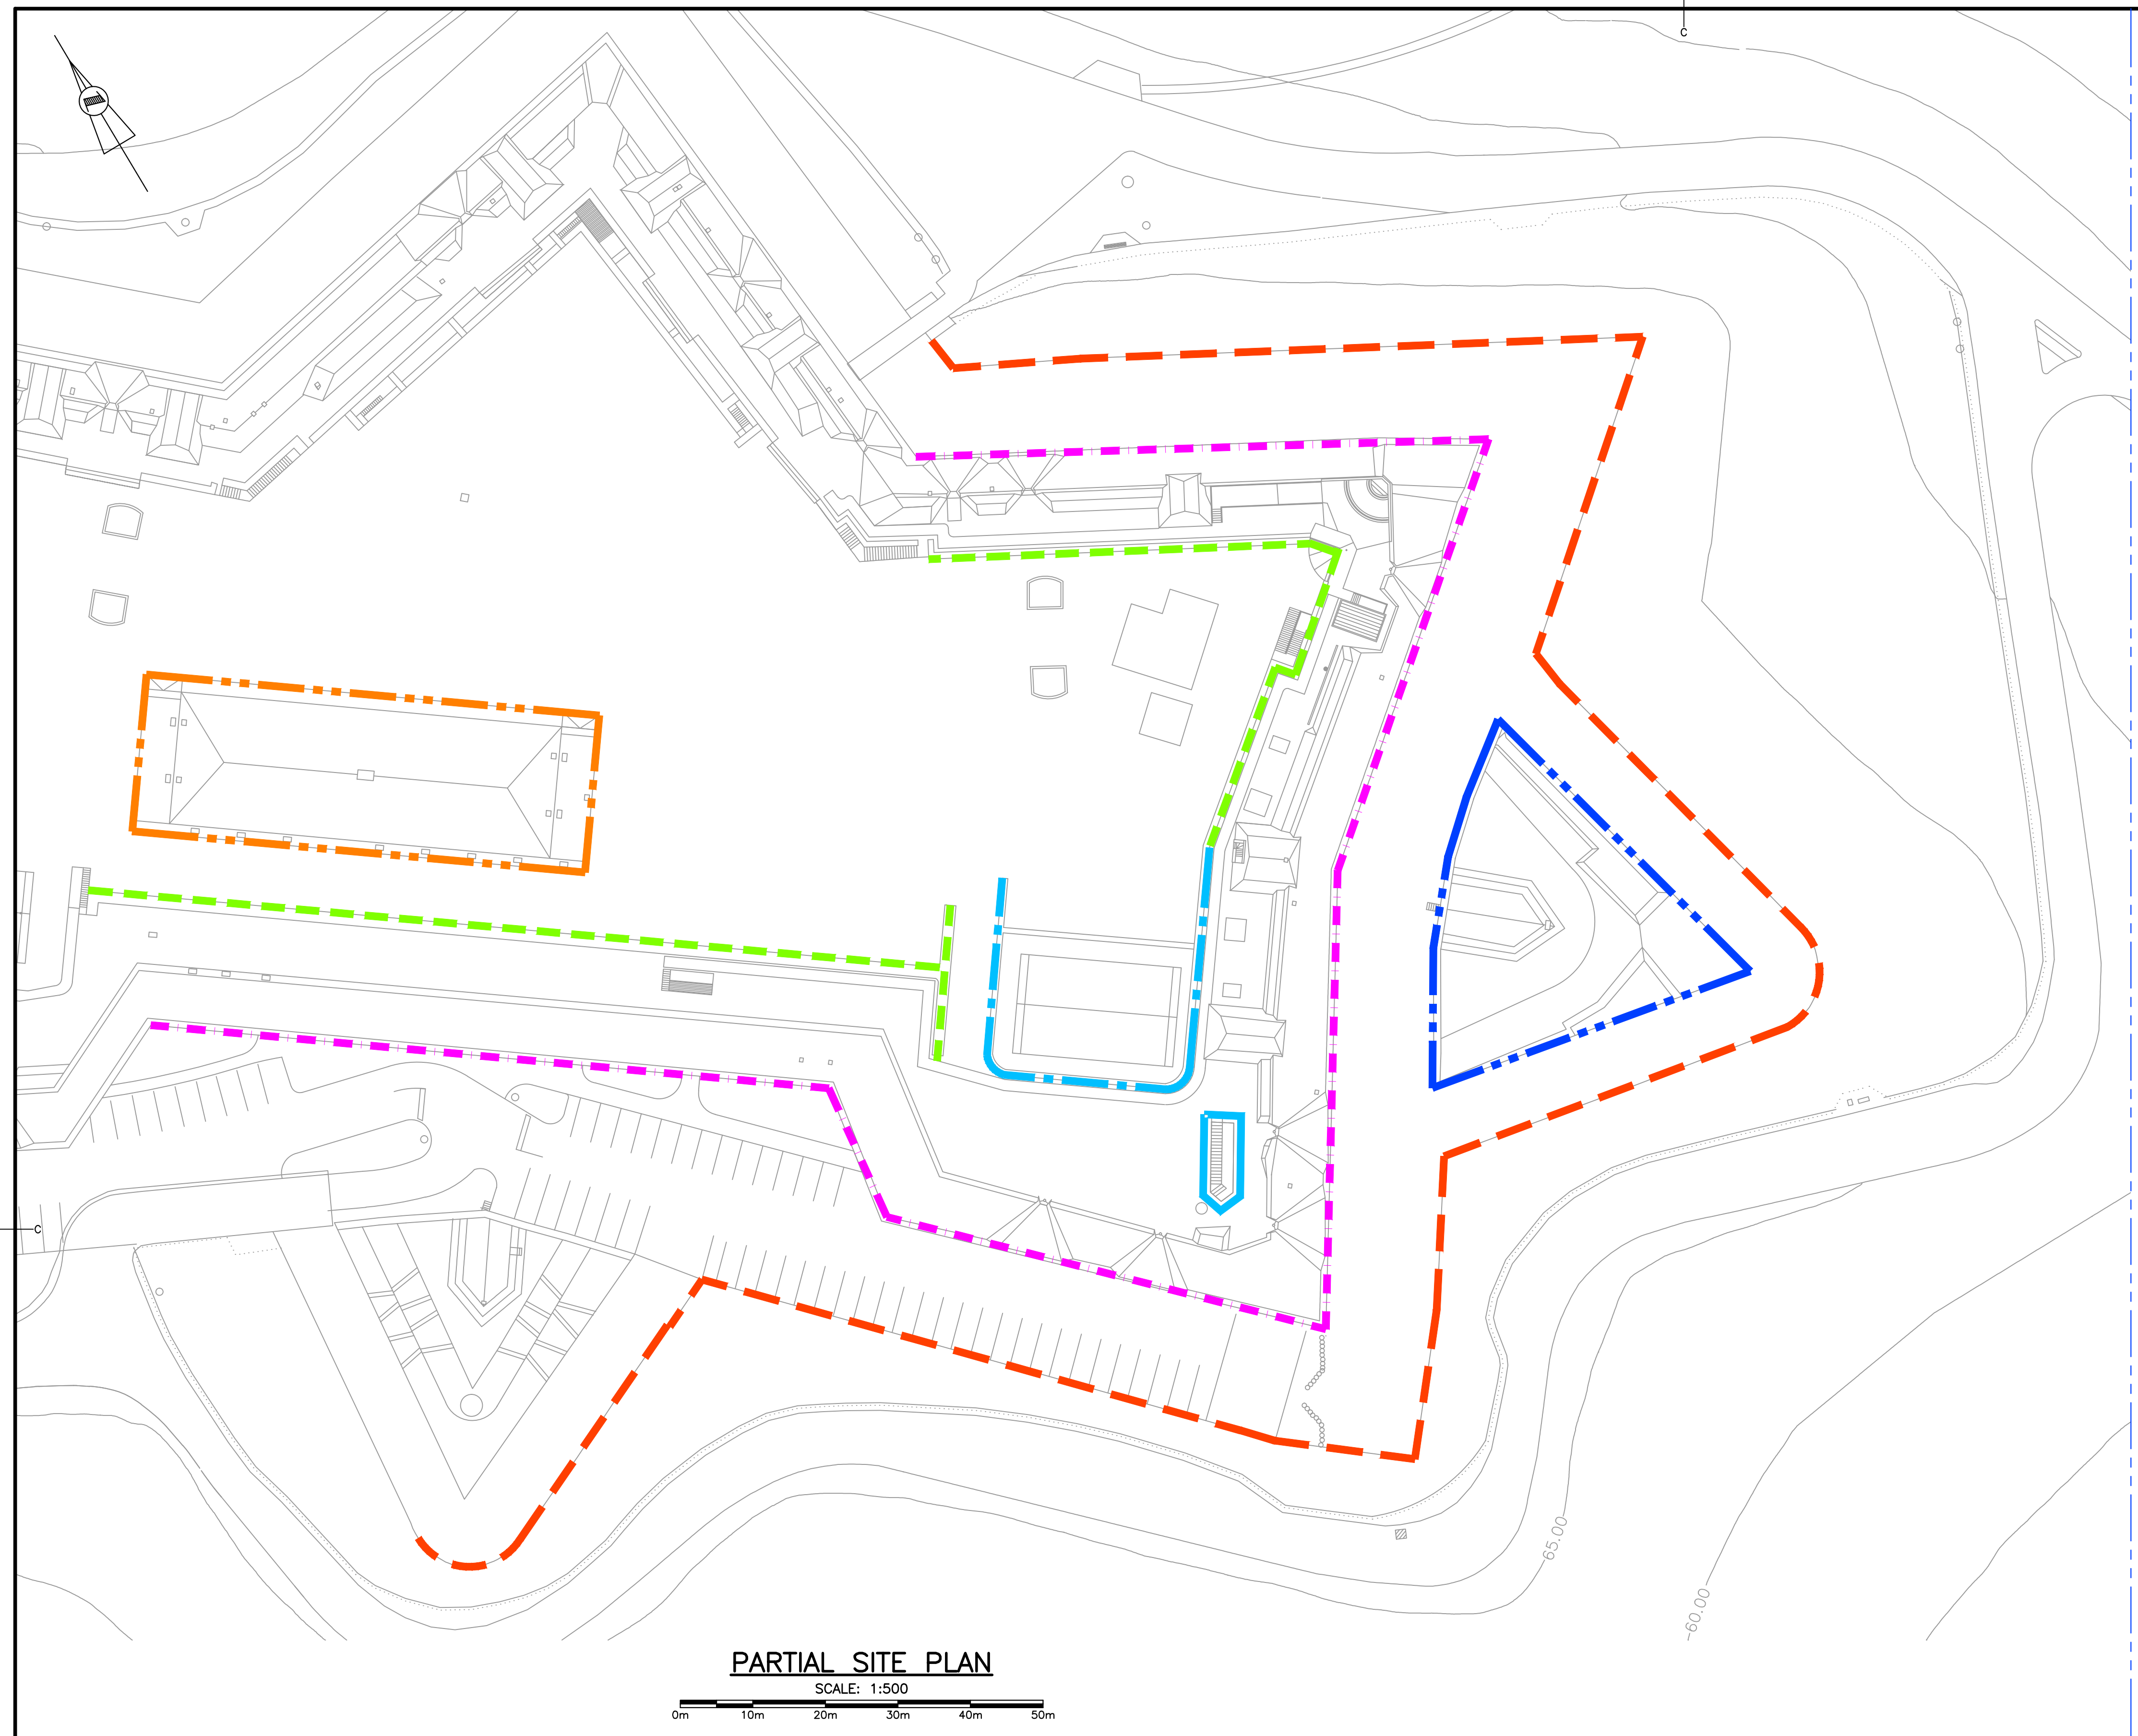 C
C
65.00
60.00
PARTIAL SITE PLAN
SCALE: 1:500
0m 10m 20m 30m 40m 50m